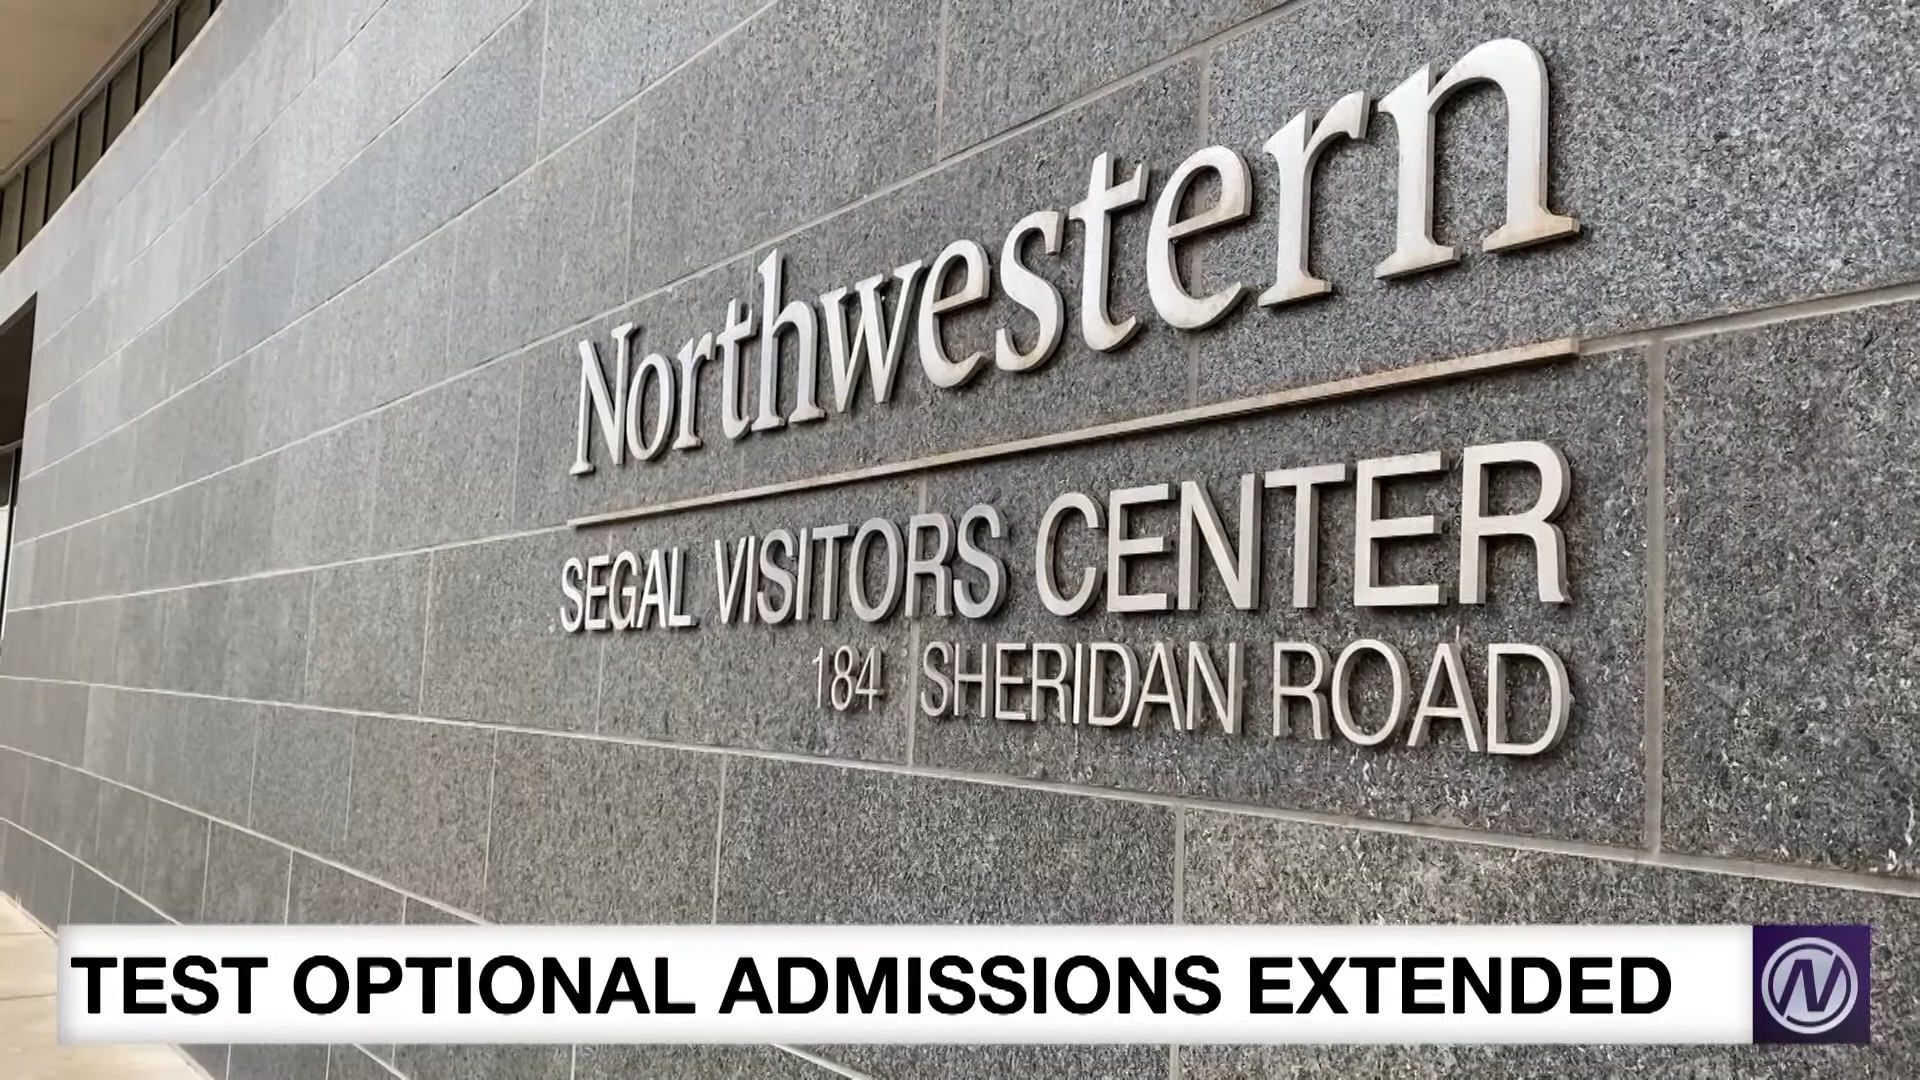 Northwestern
SEGAL VISITORS CENTER
184 SHERIDAN ROAD
TEST OPTIONAL ADMISSIONS EXTENDED
N